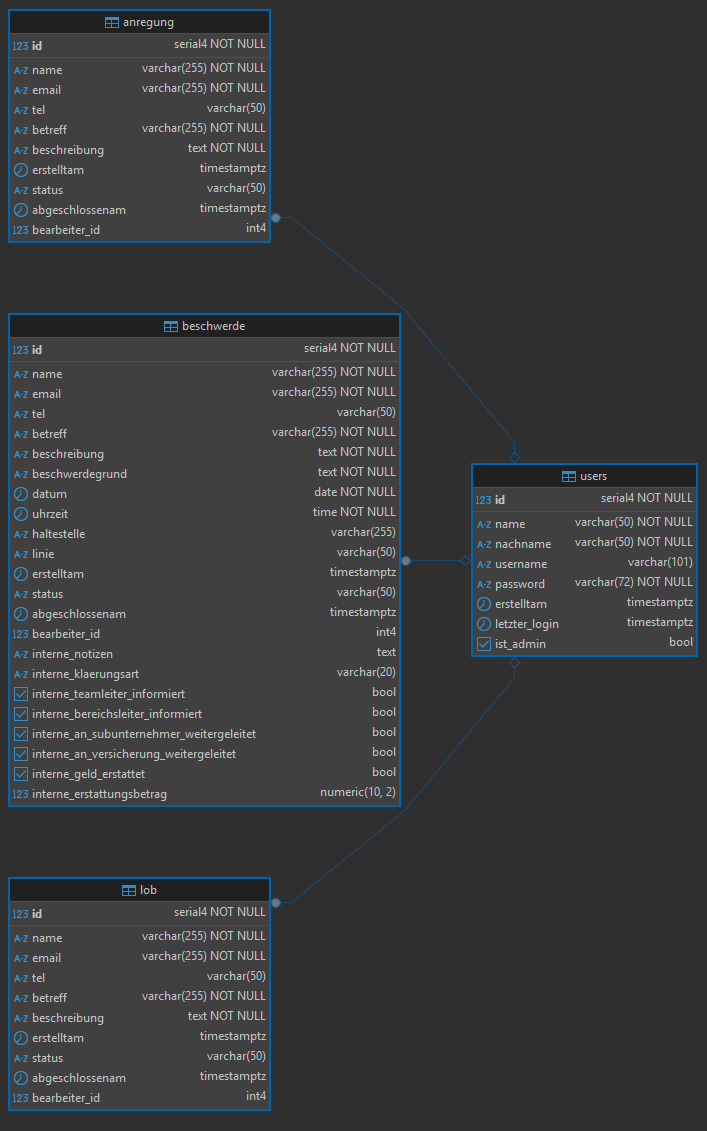 anregung
123 id serial4 NOT NULL
A-Z name varchar(255) NOT NULL
A-Z email varchar(255) NOT NULL
A-Z tel varchar(50)
A-Z betreff varchar(255) NOT NULL
A-Z beschreibung text NOT NULL
erstelltam timestamptz
A-Z status varchar(50)
abgeschlossenam timestamptz
123 bearbeiter_id int4
beschwerde
123 id serial4 NOT NULL
A-Z name varchar(255) NOT NULL
A-Z email varchar(255) NOT NULL
A-Z tel varchar(50)
A-Z betreff varchar(255) NOT NULL
A-Z beschreibung text NOT NULL
A-Z beschwerdegrund text NOT NULL
datum date NOT NULL
uhrzeit time NOT NULL
A-Z haltestelle varchar(255)
A-Z linie varchar(50)
erstelltam timestamptz
A-Z status varchar(50)
abgeschlossenam timestamptz
123 bearbeiter_id int4
A-Z interne_notizen text
A-Z interne_klaerungsart varchar(20)
interne_teamleiter_informiert bool
interne_bereichsleiter_informiert bool
interne_an_subunternehmer_weitergeleitet bool
interne_an_versicherung_weitergeleitet bool
interne_geld_erstattet bool
123 interne_erstattungsbetrag numeric(10, 2)
users
123 id serial4 NOT NULL
A-Z name varchar(50) NOT NULL
A-Z nachname varchar(50) NOT NULL
A-Z username varchar(101)
A-Z password varchar(72) NOT NULL
erstelltam timestamptz
letzter_login timestamptz
ist_admin bool
lob
123 id serial4 NOT NULL
A-Z name varchar(255) NOT NULL
A-Z email varchar(255) NOT NULL
A-Z tel varchar(50)
A-Z betreff varchar(255) NOT NULL
A-Z beschreibung text NOT NULL
erstelltam timestamptz
A-Z status varchar(50)
abgeschlossenam timestamptz
123 bearbeiter_id int4